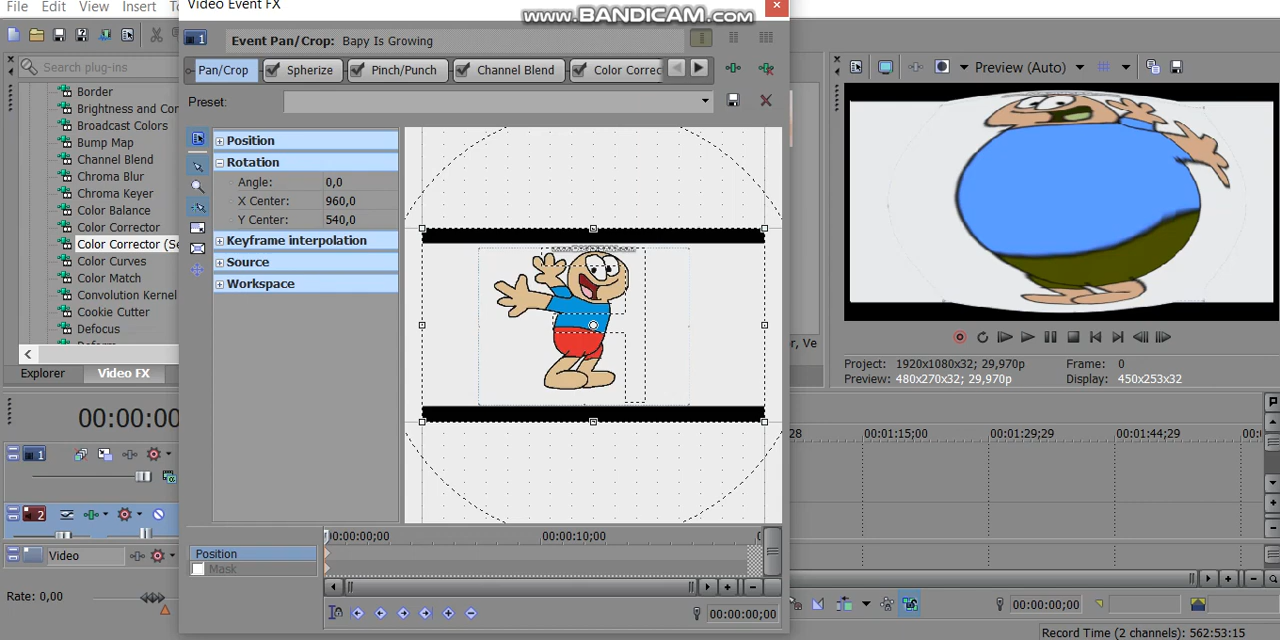 File Edit View Insert T
Video Event FX
www.BANDICAM.com
Event Pan/Crop: Bapy Is Growing
Search plug-ins
Pan/Crop Spherize Pinch/Punch Channel Blend Color Correc
Preview (Auto)
Preset:
Border
Brightness and Con
Broadcast Colors
Bump Map
Channel Blend
Chroma Blur
Chroma Keyer
Color Balance
Color Corrector
Color Corrector (Se
Color Curves
Color Match
Convolution Kernel
Cookie Cutter
Defocus
Position
Rotation
Angle: 0,0
X Center: 960,0
Y Center: 540,0
Keyframe interpolation
Source
Workspace
or, Ve
Explorer Video FX
Project: 1920x1080x32; 29,970p
Preview: 480x270x32; 29,970p
Frame: 0
Display: 450x253x32
00:00:00
:28 00:01:15;00 00:01:29;29 00:01:44;29 00:0
1
2
Video
Rate: 0,00
00:00:00;00 00:00:10;00
Position
Mask
00:00:00;00
00:00:00;00
Record Time (2 channels): 562:53:15